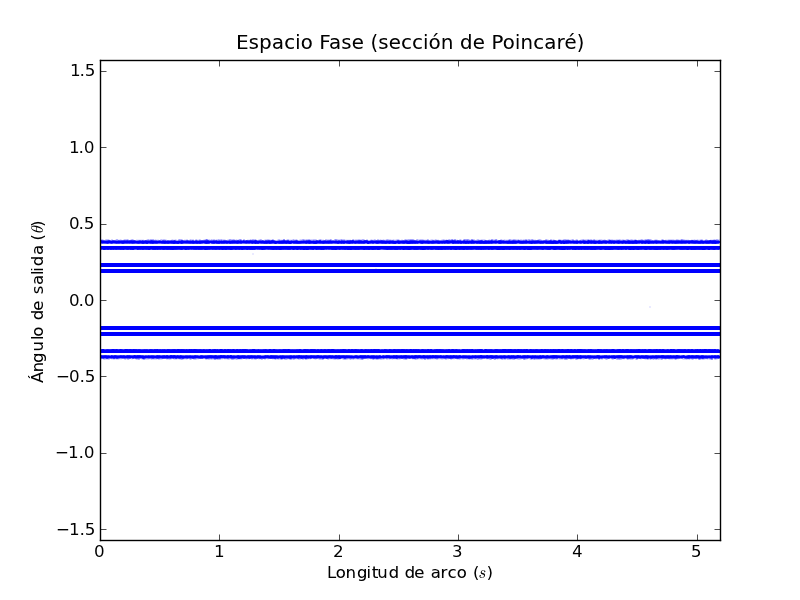 Espacio Fase (sección de Poincaré)
1.5
1.0
0.5
0.0
−0.5
−1.0
−1.5
Ángulo de salida (θ)
0 1 2 3 4 5
Longitud de arco (s)